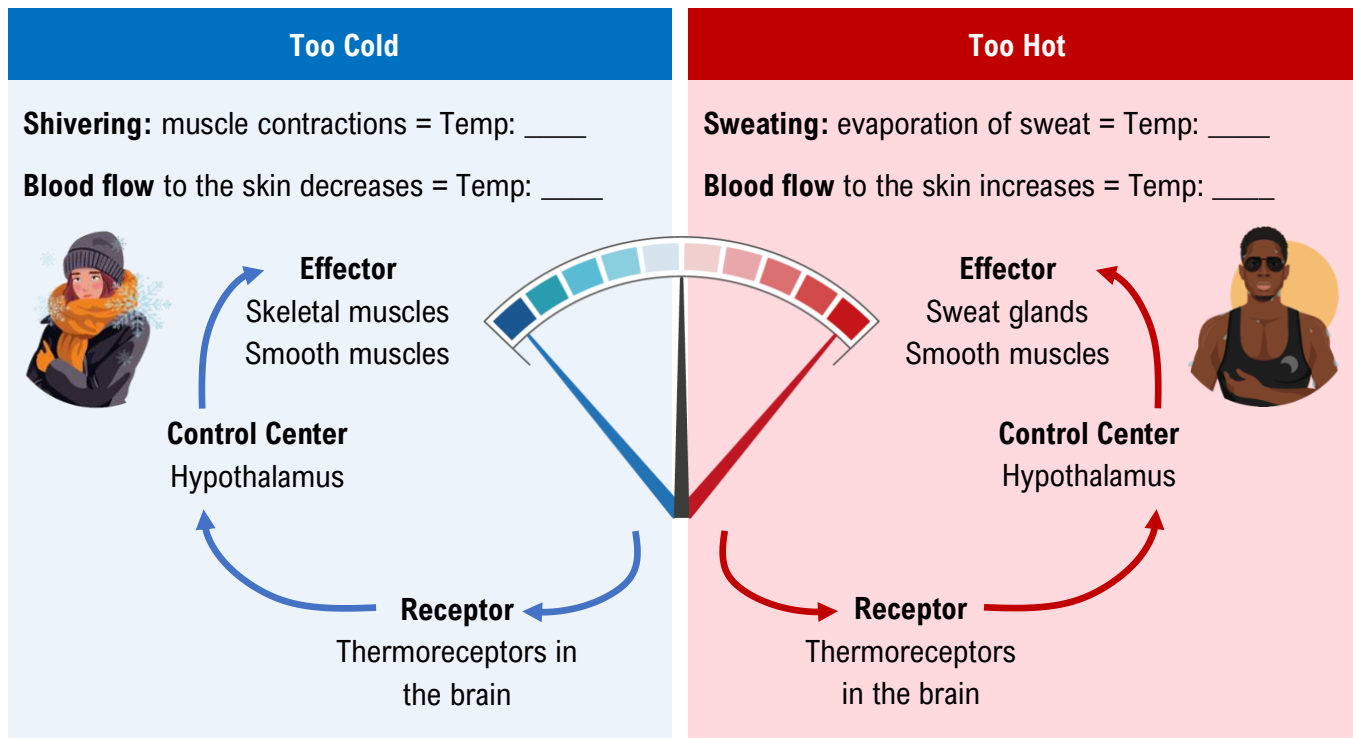 Too Cold
Shivering: muscle contractions = Temp: ____
Blood flow to the skin decreases = Temp: ____
Effector
Skeletal muscles
Smooth muscles
Control Center
Hypothalamus
Receptor
Thermoreceptors in
the brain
Too Hot
Sweating: evaporation of sweat = Temp: ____
Blood flow to the skin increases = Temp: ____
Effector
Sweat glands
Smooth muscles
Control Center
Hypothalamus
Receptor
Thermoreceptors
in the brain